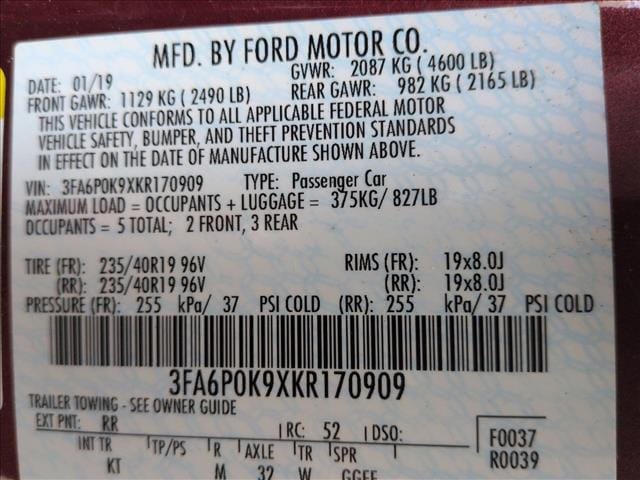 MFD. BY FORD MOTOR CO.
DATE: 01/19 GVWR: 2087 KG ( 4600 LB)
FRONT GAWR: 1129 KG ( 2490 LB) REAR GAWR: 982 KG ( 2165 LB)
THIS VEHICLE CONFORMS TO ALL APPLICABLE FEDERAL MOTOR
VEHICLE SAFETY, BUMPER, AND THEFT PREVENTION STANDARDS
IN EFFECT ON THE DATE OF MANUFACTURE SHOWN ABOVE.
VIN: 3FA6P0K9XKR170909 TYPE: Passenger Car
MAXIMUM LOAD = OCCUPANTS + LUGGAGE = 375KG/ 827LB
OCCUPANTS = 5 TOTAL; 2 FRONT, 3 REAR
TIRE (FR): 235/40R19 96V RIMS (FR): 19x8.0J
(RR): 235/40R19 96V (RR): 19x8.0J
PRESSURE (FR): 255 kPa/ 37 PSI COLD (RR): 255 kPa/ 37 PSI COLD
3FA6P0K9XKR170909
TRAILER TOWING - SEE OWNER GUIDE
EXT PNT: RR RC: 52 DSO: F0037
INT TR TP/PS R AXLE TR SPR R0039
KT M 32 W GGFF